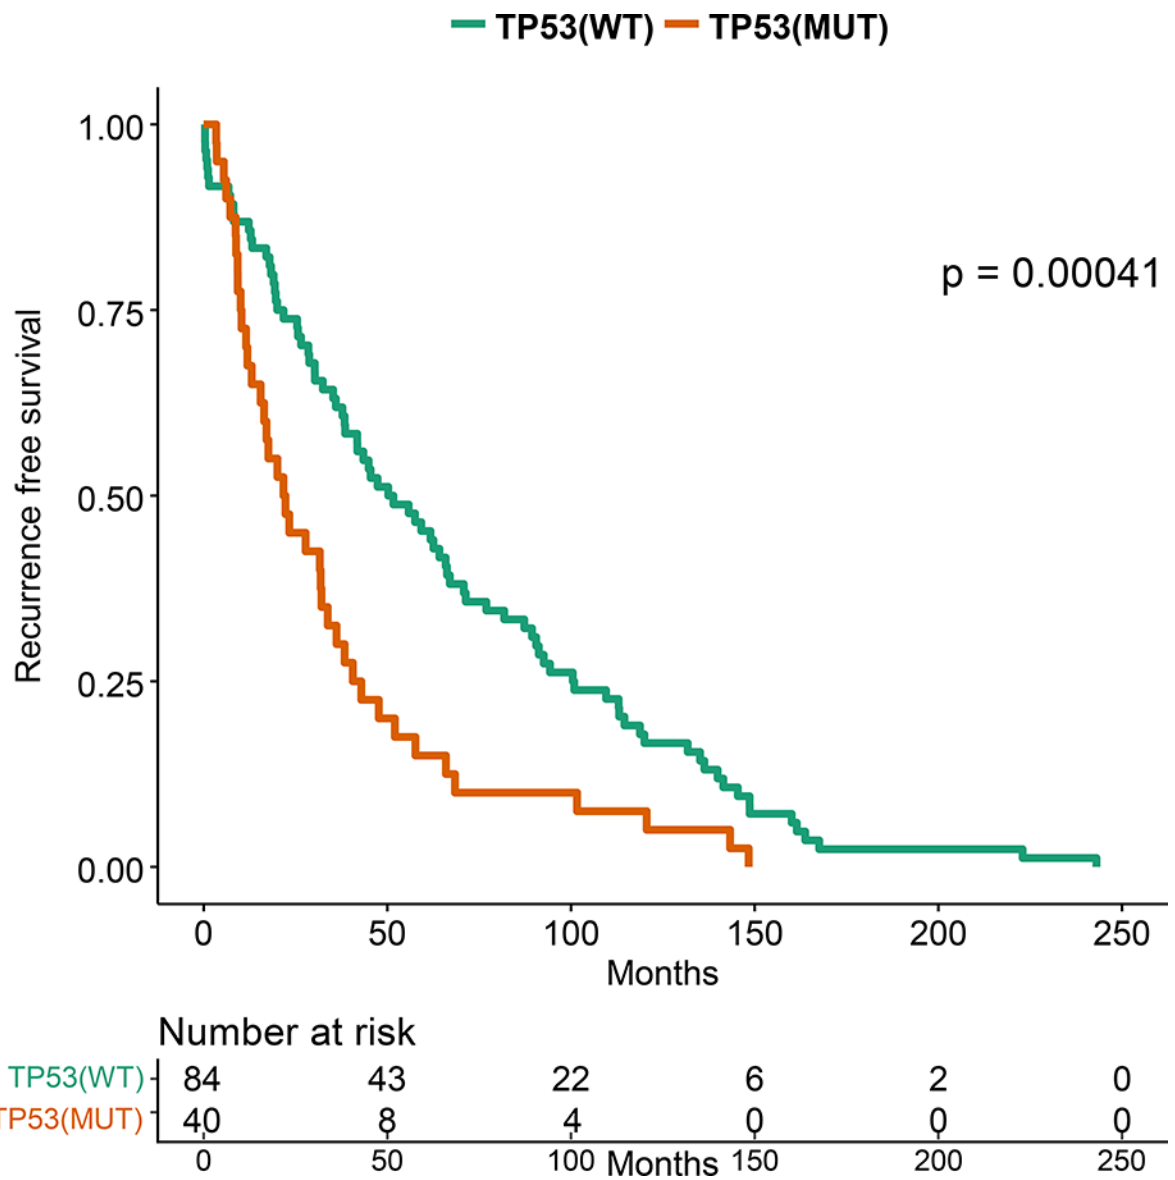 TP53(WT) TP53(MUT)
1.00
0.75
0.50
0.25
0.00
Recurrence free survival
p = 0.00041
0 50 100 150 200 250
Months
Number at risk
TP53(WT) 84 43 22 6 2 0
TP53(MUT) 40 8 4 0 0 0
0 50 100 150 200 250
Months